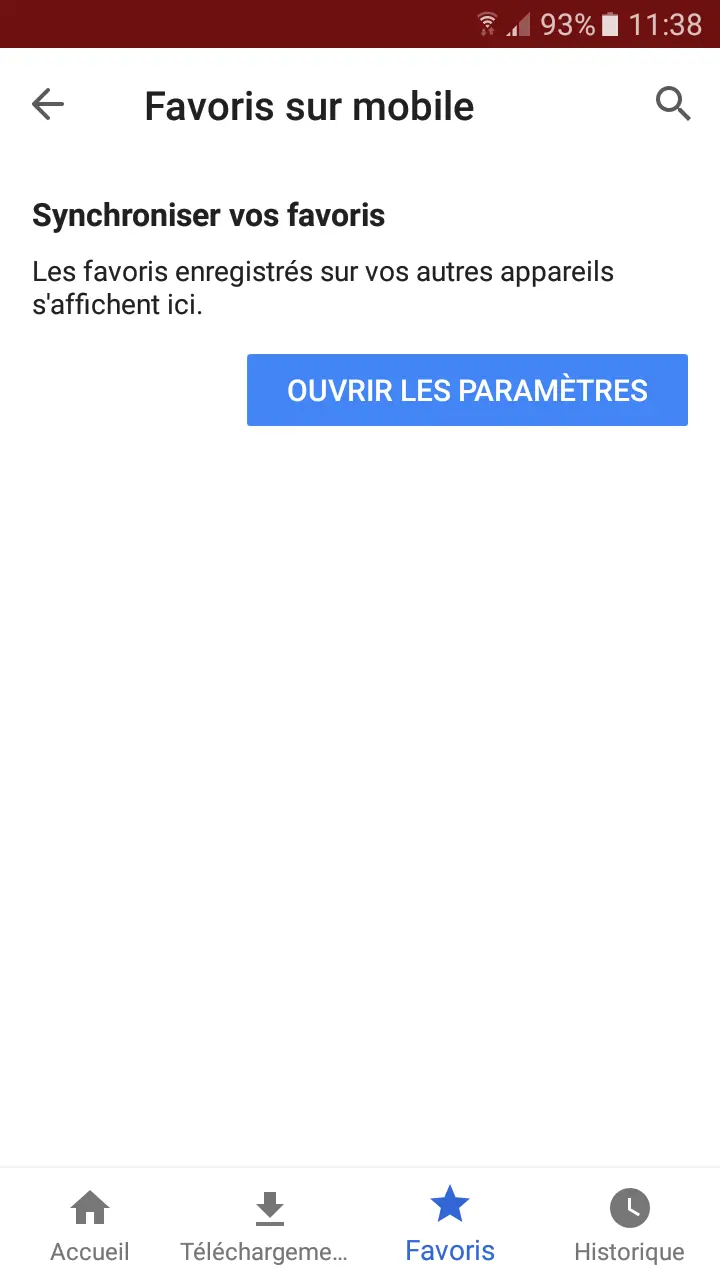 93% 11:38
Favoris sur mobile
Synchroniser vos favoris
Les favoris enregistrés sur vos autres appareils
s'affichent ici.
OUVRIR LES PARAMÈTRES
Accueil Téléchargeme... Favoris Historique